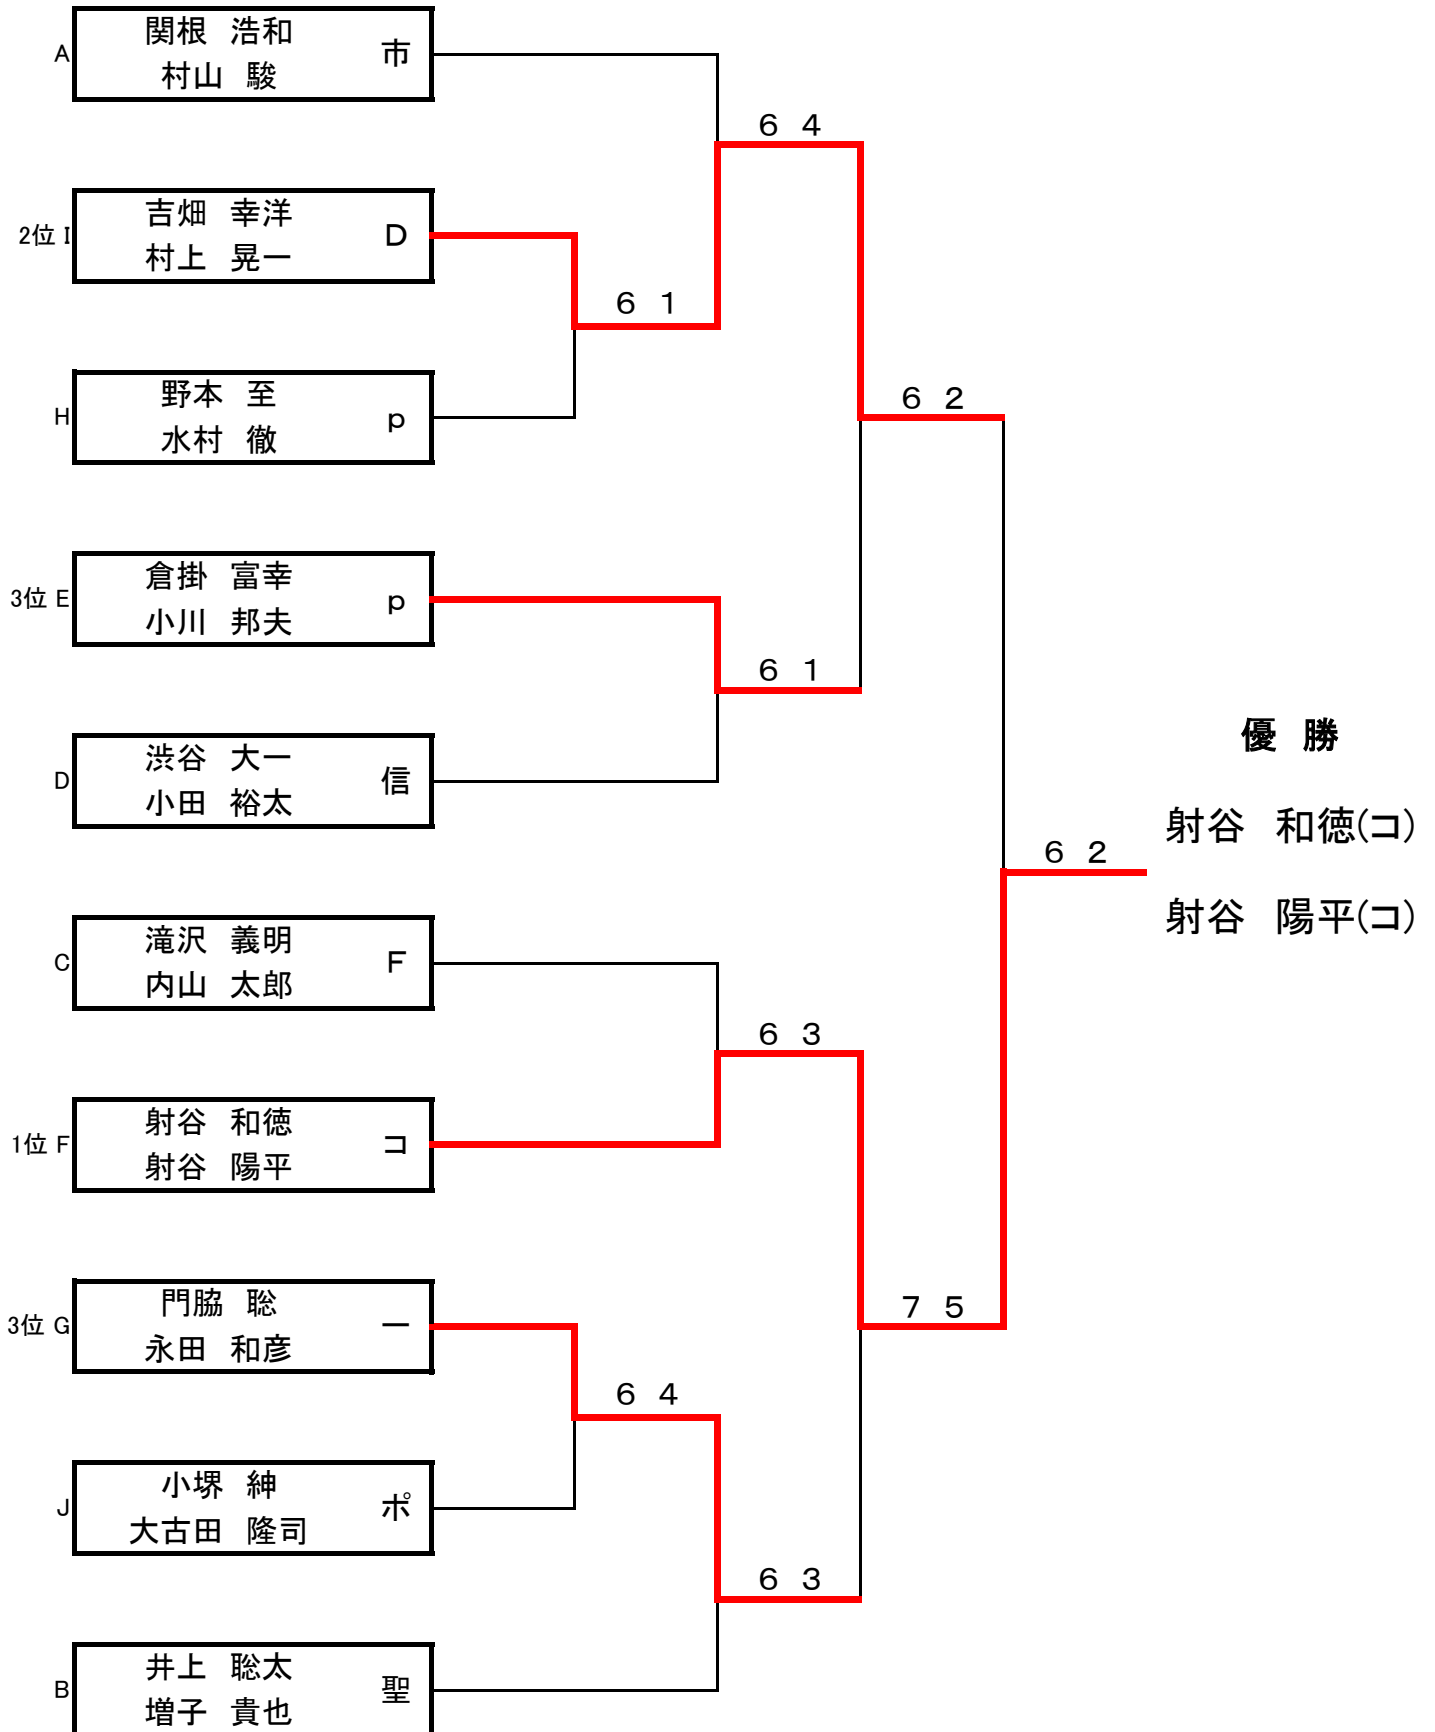 関根　浩和
A
市
村山　駿
６　４
吉畑　幸洋
2位 I
D
村上　晃一
６　１
野本　至
H
p
水村　徹
６　２
倉掛　富幸
3位 E
p
小川　邦夫
６　１
優　勝
渋谷　大一
D
信
小田　裕太
射谷　和徳(コ)
６　２
射谷　陽平(コ)
滝沢　義明
C
F
内山　太郎
６　３
射谷　和徳
1位 F
コ
射谷　陽平
門脇　聡
3位 G
一
永田　和彦
７　５
６　４
小堺　紳
J
ポ
大古田　隆司
６　３
井上　聡太
B
聖
増子　貴也